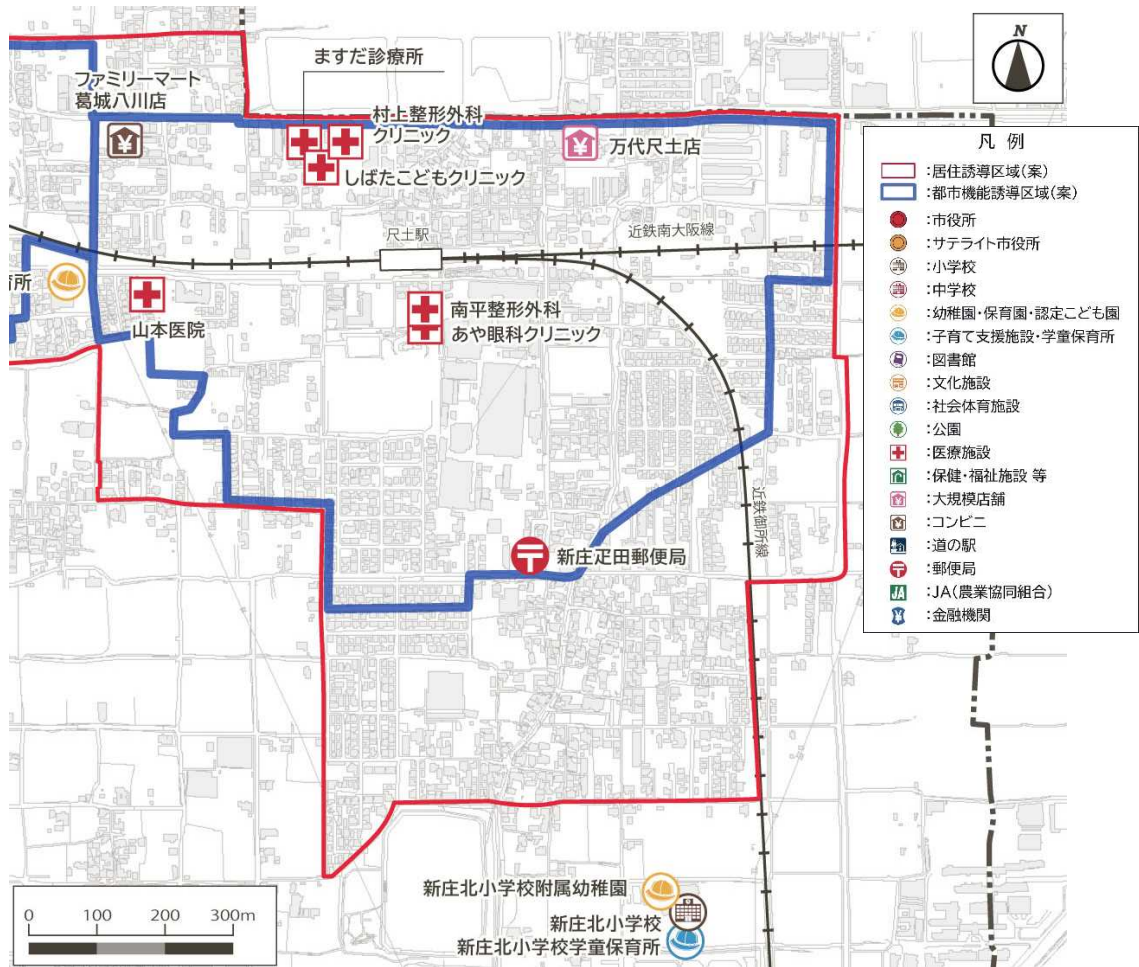 N
ますだ診療所
ファミリーマート
葛城八川店
村上整形外科
クリニック
しばたこどもクリニック
万代尺土店
尺土駅
近鉄南大阪線
育所
山本医院
南平整形外科
あや眼科クリニック
近鉄御所線
新庄疋田郵便局
新庄北小学校附属幼稚園
新庄北小学校
新庄北小学校学童保育所
0 100 200 300m
凡 例
:居住誘導区域(案)
:都市機能誘導区域(案)
:市役所
:サテライト市役所
:小学校
:中学校
:幼稚園・保育園・認定こども園
:子育て支援施設・学童保育所
:図書館
:文化施設
:社会体育施設
:公園
:医療施設
:保健・福祉施設 等
:大規模店舗
:コンビニ
:道の駅
:郵便局
JA :JA(農業協同組合)
:金融機関